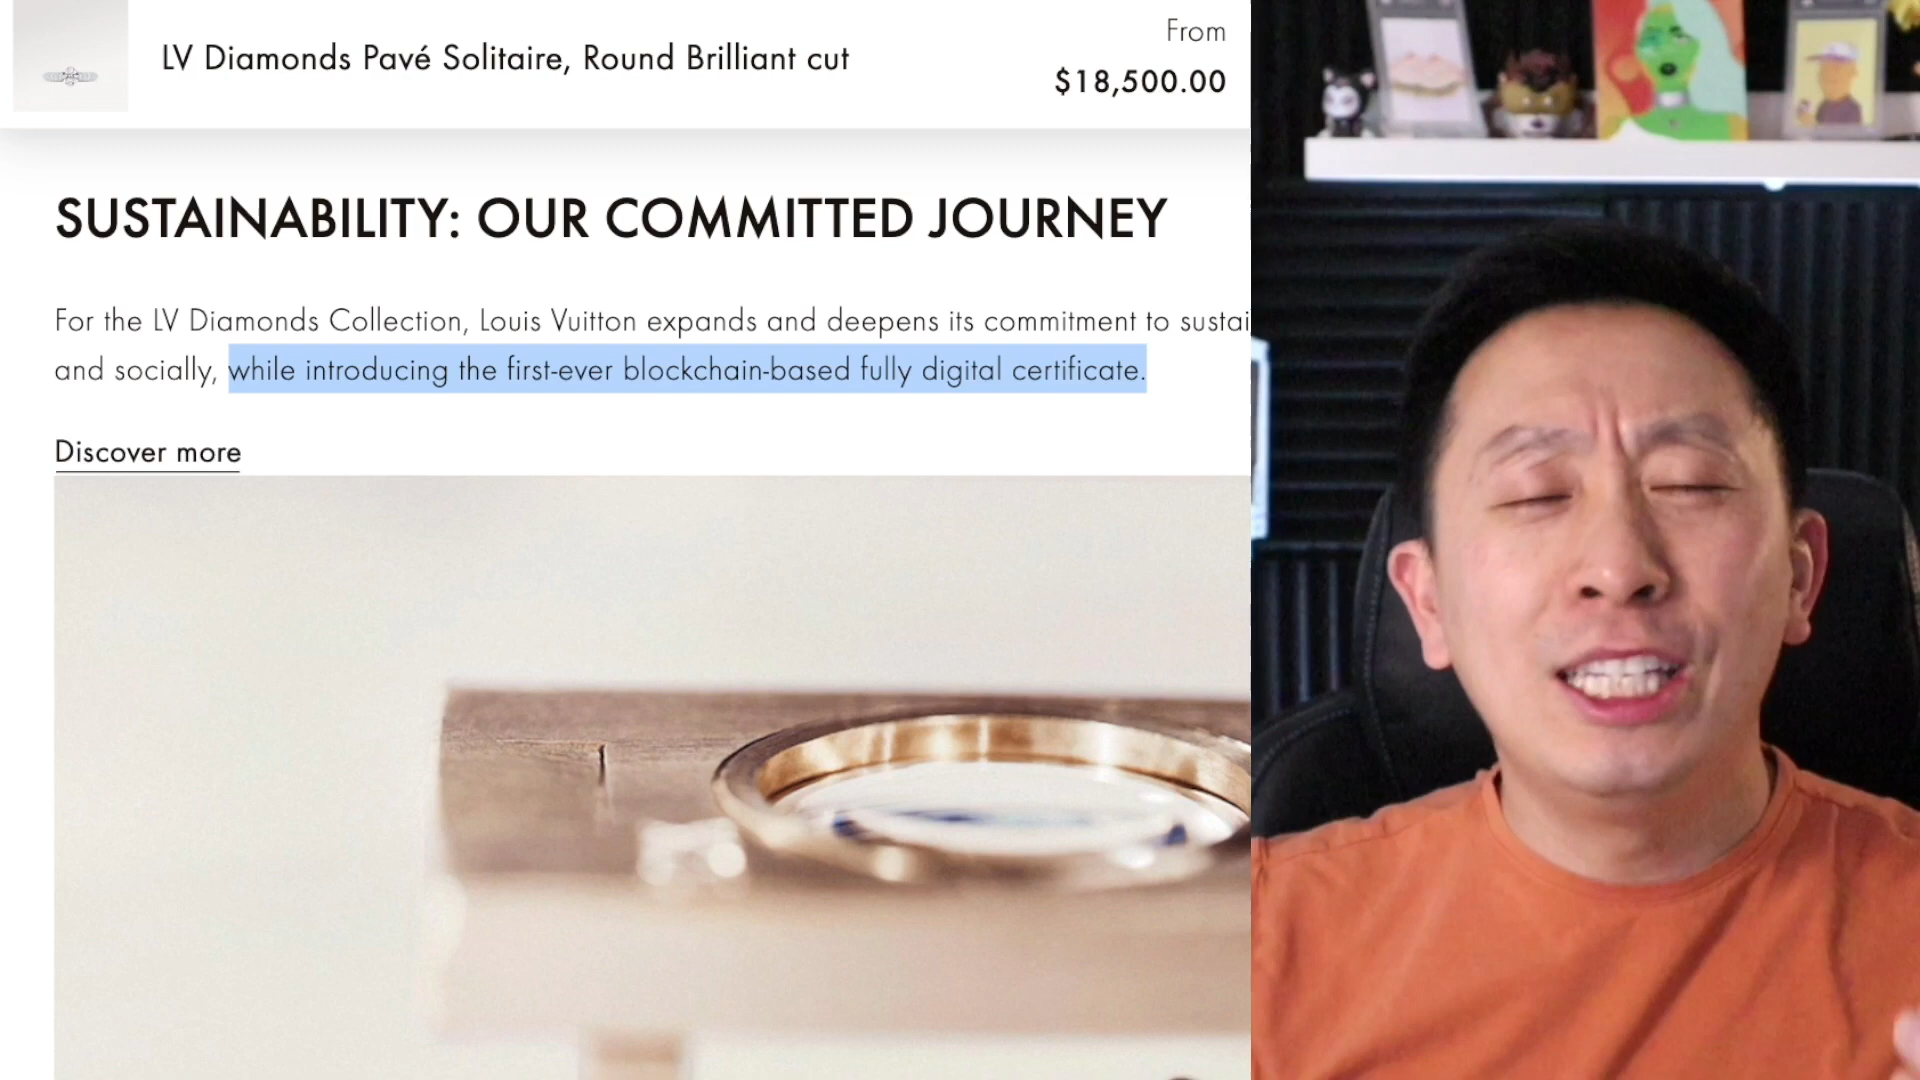 LV Diamonds Pavé Solitaire, Round Brilliant cut
From
$18,500.00
SUSTAINABILITY: OUR COMMITTED JOURNEY
For the LV Diamonds Collection, Louis Vuitton expands and deepens its commitment to sustai
and socially, while introducing the first-ever blockchain-based fully digital certificate.
Discover more